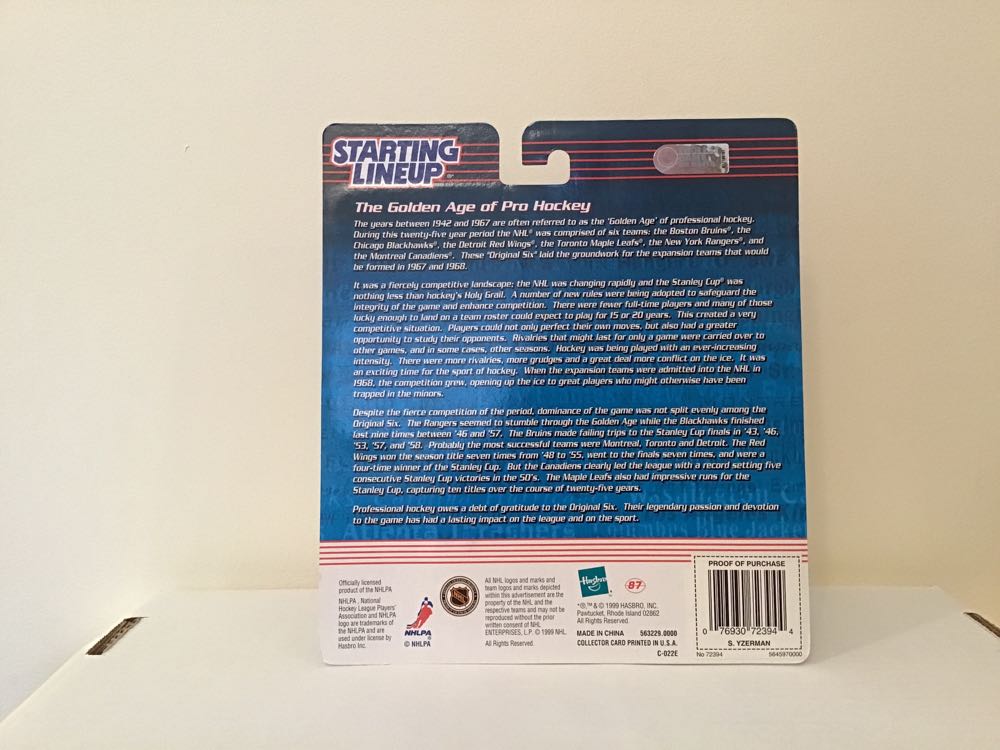 STARTING
LINEUP®
The Golden Age of Pro Hockey
The years between 1942 and 1967 are often referred to as the 'Golden Age' of professional hockey.
During this twenty-five year period the NHL® was comprised of six teams: the Boston Bruins®, the
Chicago Blackhawks®, the Detroit Red Wings®, the Toronto Maple Leafs®, the New York Rangers®, and
the Montreal Canadiens®. These "Original Six" laid the groundwork for the expansion teams that would
be formed in 1967 and 1968.
It was a fiercely competitive landscape; the NHL was changing rapidly and the Stanley Cup® was
nothing less than hockey's Holy Grail. A number of new rules were being adopted to safeguard the
integrity of the game and enhance competition. There were fewer full-time players and many of those
lucky enough to land on a team roster could expect to play for 15 or 20 years. This created a very
competitive situation. Players could not only perfect their own moves, but also had a greater
opportunity to study their opponents. Rivalries that might last for only a game were carried over to
other games, and in some cases, other seasons. Hockey was being played with an ever-increasing
intensity. There were more rivalries, more grudges and a great deal more conflict on the ice. It was
an exciting time for the sport of hockey. When the expansion teams were admitted into the NHL in
1968, the competition grew, opening up the ice to great players who might otherwise have been
trapped in the minors.
Despite the fierce competition of the period, dominance of the game was not split evenly among the
Original Six. The Rangers seemed to stumble through the Golden Age while the Blackhawks finished
last nine times between '46 and '57. The Bruins made failing trips to the Stanley Cup finals in '43, '46,
'53, '57, and '58. Probably the most successful teams were Montreal, Toronto and Detroit. The Red
Wings won the season title seven times from '48 to '55, went to the finals seven times, and were a
four-time winner of the Stanley Cup. But the Canadiens clearly led the league with a record setting five
consecutive Stanley Cup victories in the 50's. The Maple Leafs also had impressive runs for the
Stanley Cup, capturing ten titles over the course of twenty-five years.
Professional hockey owes a debt of gratitude to the Original Six. Their legendary passion and devotion
to the game has had a lasting impact on the league and on the sport.
Officially licensed
product of the NHLPA
NHLPA, National
Hockey League Players'
Association and NHLPA
logo are trademarks of
the NHLPA and are
used under license by
Hasbro Inc.
NHLPA
® 
© NHLPA
All NHL logos and marks and
team logos and marks depicted
within this advertisement are the
property of the NHL and the
respective teams and may not be
reproduced without the prior
written consent of NHL
ENTERPRISES, L.P. © 1999 NHL.
All Rights Reserved.
Hasbro
87
*®,™ & © 1999 HASBRO, INC.
Pawtucket, Rhode Island 02862
All Rights Reserved.
MADE IN CHINA 563229.0000
COLLECTOR CARD PRINTED IN U.S.A.
C-022E
PROOF OF PURCHASE
0 76930 72394 4
S. YZERMAN
No 72394 5645970000